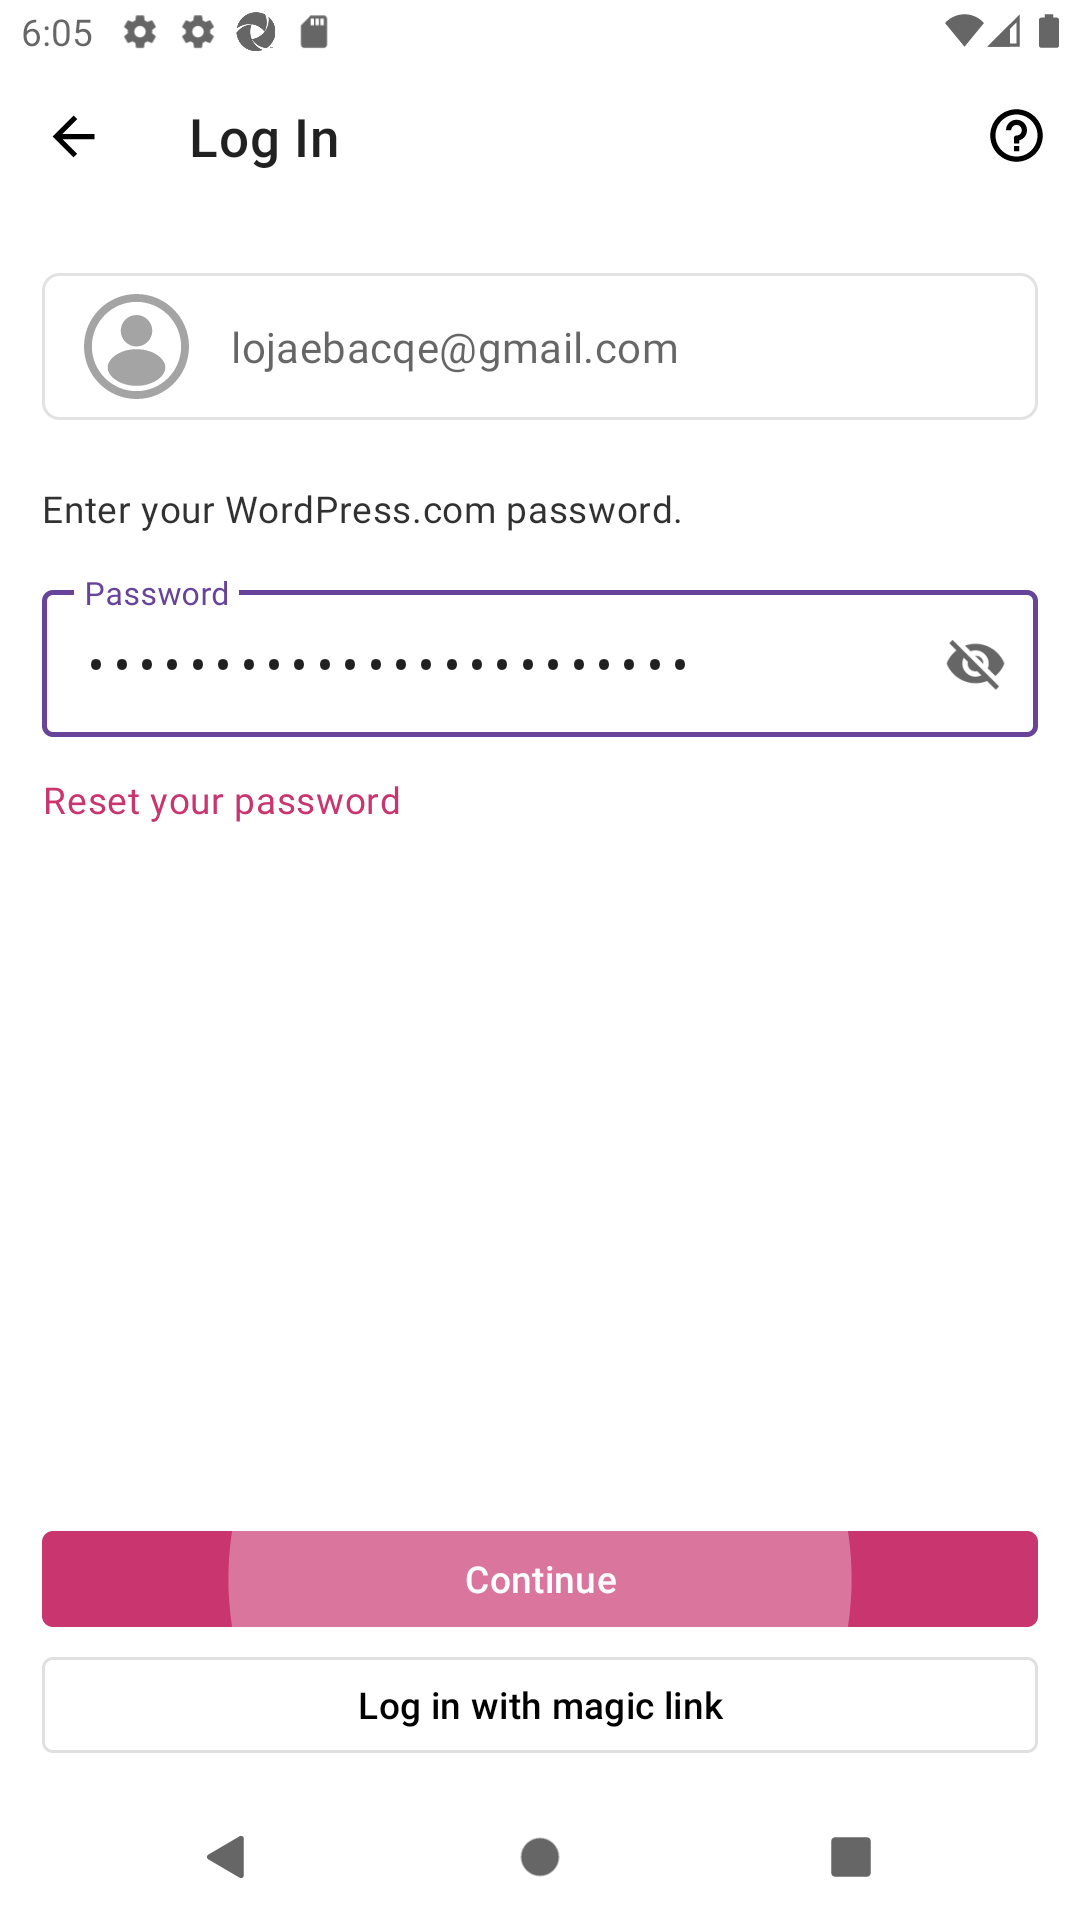 6:05
Log In
lojaebacqe@gmail.com
Enter your WordPress.com password.
Password
••••••••••••••••••••••••
Reset your password
Continue
Log in with magic link